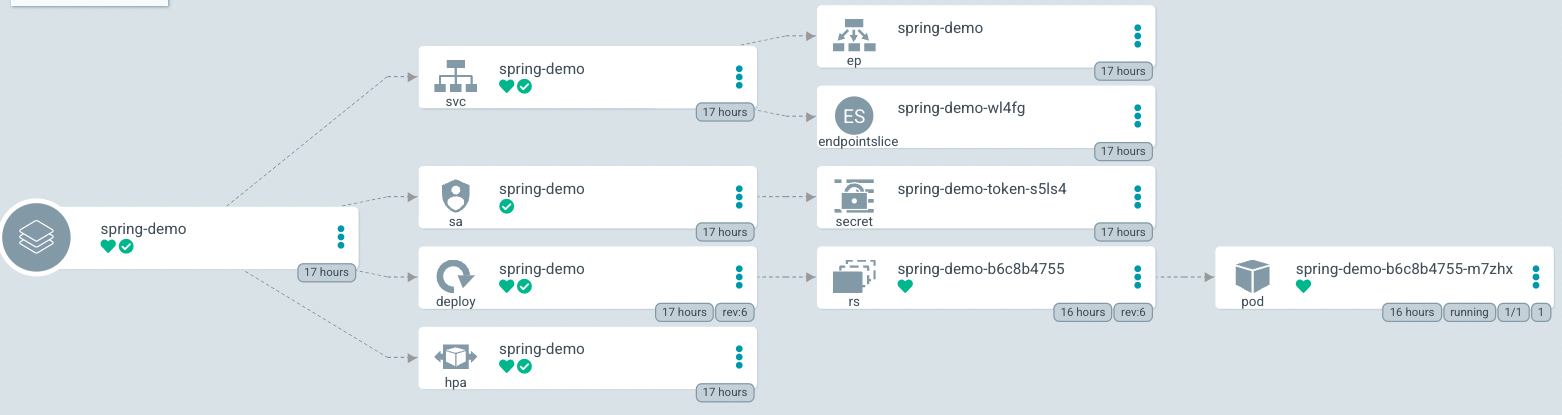 spring-demo
17 hours
spring-demo
svc
17 hours
spring-demo
sa
17 hours
spring-demo
deploy
17 hours rev:6
spring-demo
hpa
17 hours
spring-demo
ep
17 hours
ES
spring-demo-wl4fg
endpointslice
17 hours
spring-demo-token-s5ls4
secret
17 hours
spring-demo-b6c8b4755
rs
16 hours rev:6
spring-demo-b6c8b4755-m7zhx
pod
16 hours running 1/1 1